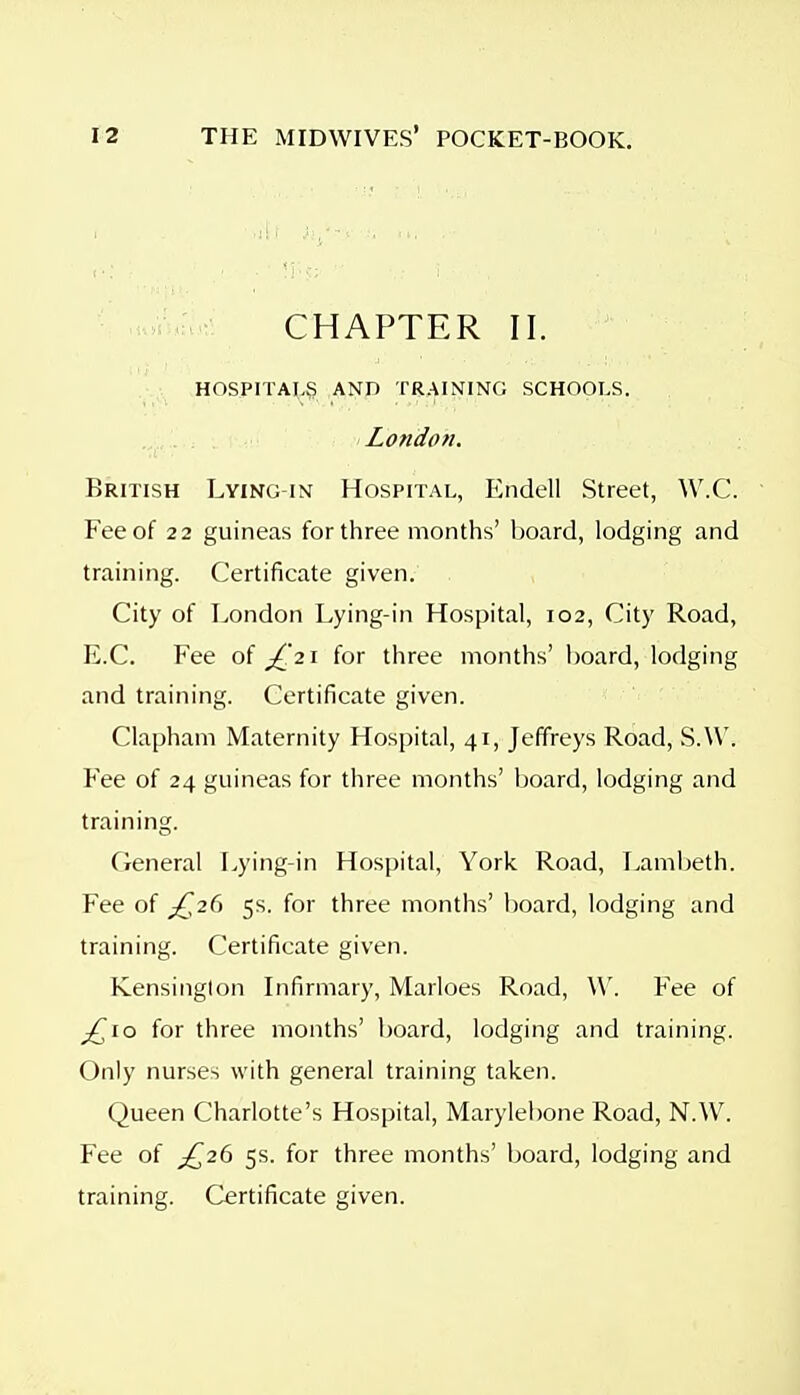 12 THE MIDWIVES' POCKET-BOOK.
CHAPTER II.
HOSPITALS AND TRAINING SCHOOLS.
London.
British Lying-in Hospital, Endell Street, W.C.
Fee of 22 guineas for three months' board, lodging and
training. Certificate given.
City of London Lying-in Hospital, 102, City Road,
E.C. Fee of £21 for three months' board, lodging
and training. Certificate given.
Clapham Maternity Hospital, 41, Jeffreys Road, S.W.
Fee of 24 guineas for three months' board, lodging and
training.
General Lying-in Hospital, York Road, Lambeth.
Fee of £26 5s. for three months' board, lodging and
training. Certificate given.
Kensington Infirmary, Marloes Road, W. Fee of
£10 for three months' board, lodging and training.
Only nurses with general training taken.
Queen Charlotte's Hospital, Marylebone Road, N.W.
Fee of £26 5s. for three months' board, lodging and
training. Certificate given.